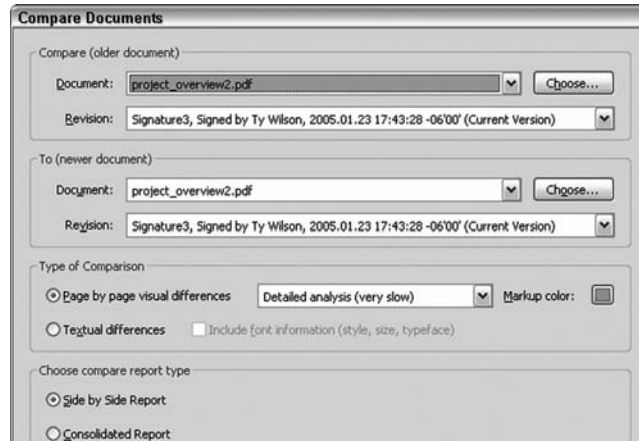 Compare Documents
Compare (older document)
Document: project_overview2.pdf Choose...
Revision: Signature3, Signed by Ty Wilson, 2005.01.23 17:43:28 -06'00' (Current Version)
To (newer document)
Document: project_overview2.pdf Choose...
Revision: Signature3, Signed by Ty Wilson, 2005.01.23 17:43:28 -06'00' (Current Version)
Type of Comparison
Page by page visual differences Detailed analysis (very slow) Markup color:
Textual differences Include font information (style, size, typeface)
Choose compare report type
Side by Side Report
Consolidated Report